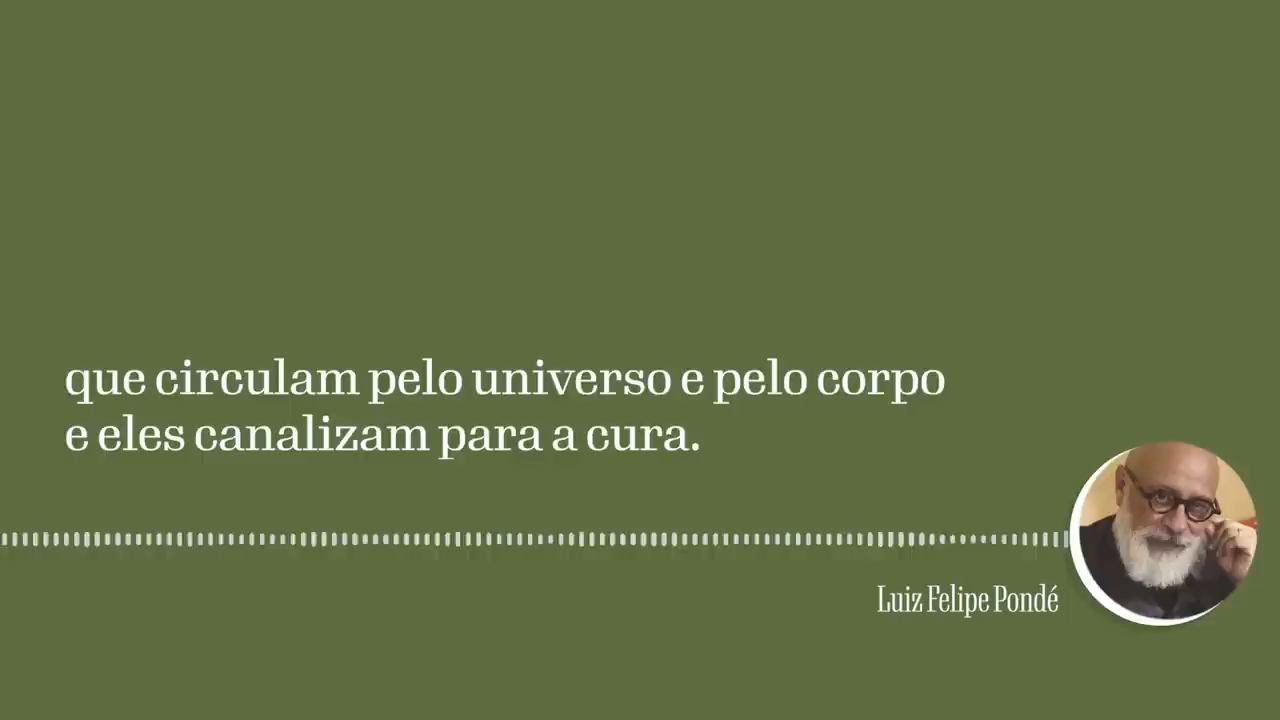 que circulam pelo universo e pelo corpo
e eles canalizam para a cura.
Luiz Felipe Pondé